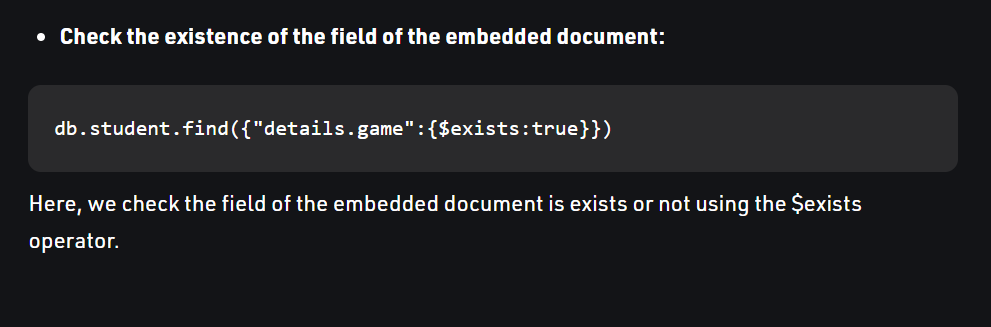 Check the existence of the field of the embedded document:
db.student.find({"details.game":{$exists:true}})
Here, we check the field of the embedded document is exists or not using the $exists
operator.